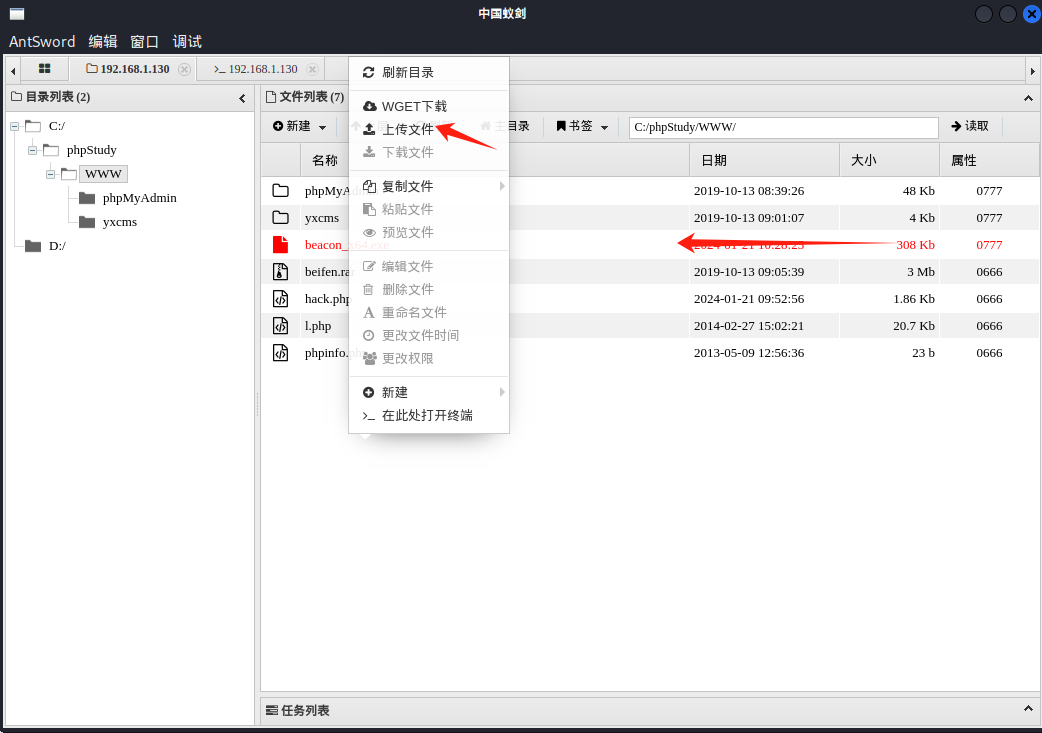 中国蚁剑
AntSword 编辑 窗口 调试
192.168.1.130 >_ 192.168.1.130
目录列表 (2)
C:/
phpStudy
WWW
phpMyAdmin
yxcms
D:/
文件列表 (7)
新建 主目录 书签 C:/phpStudy/WWW/ 读取
名称 日期 大小 属性
phpMyAd 2019-10-13 08:39:26 48 Kb 0777
yxcms 2019-10-13 09:01:07 4 Kb 0777
beacon_x64.exe 2024-01-21 10:28:23 308 Kb 0777
beifen.ra 2019-10-13 09:05:39 3 Mb 0666
hack.php 2024-01-21 09:52:56 1.86 Kb 0666
l.php 2014-02-27 15:02:21 20.7 Kb 0666
phpinfo.php 2013-05-09 12:56:36 23 b 0666
刷新目录
WGET下载
上传文件
下载文件
复制文件
粘贴文件
预览文件
编辑文件
删除文件
重命名文件
更改文件时间
更改权限
新建
>_ 在此处打开终端
任务列表